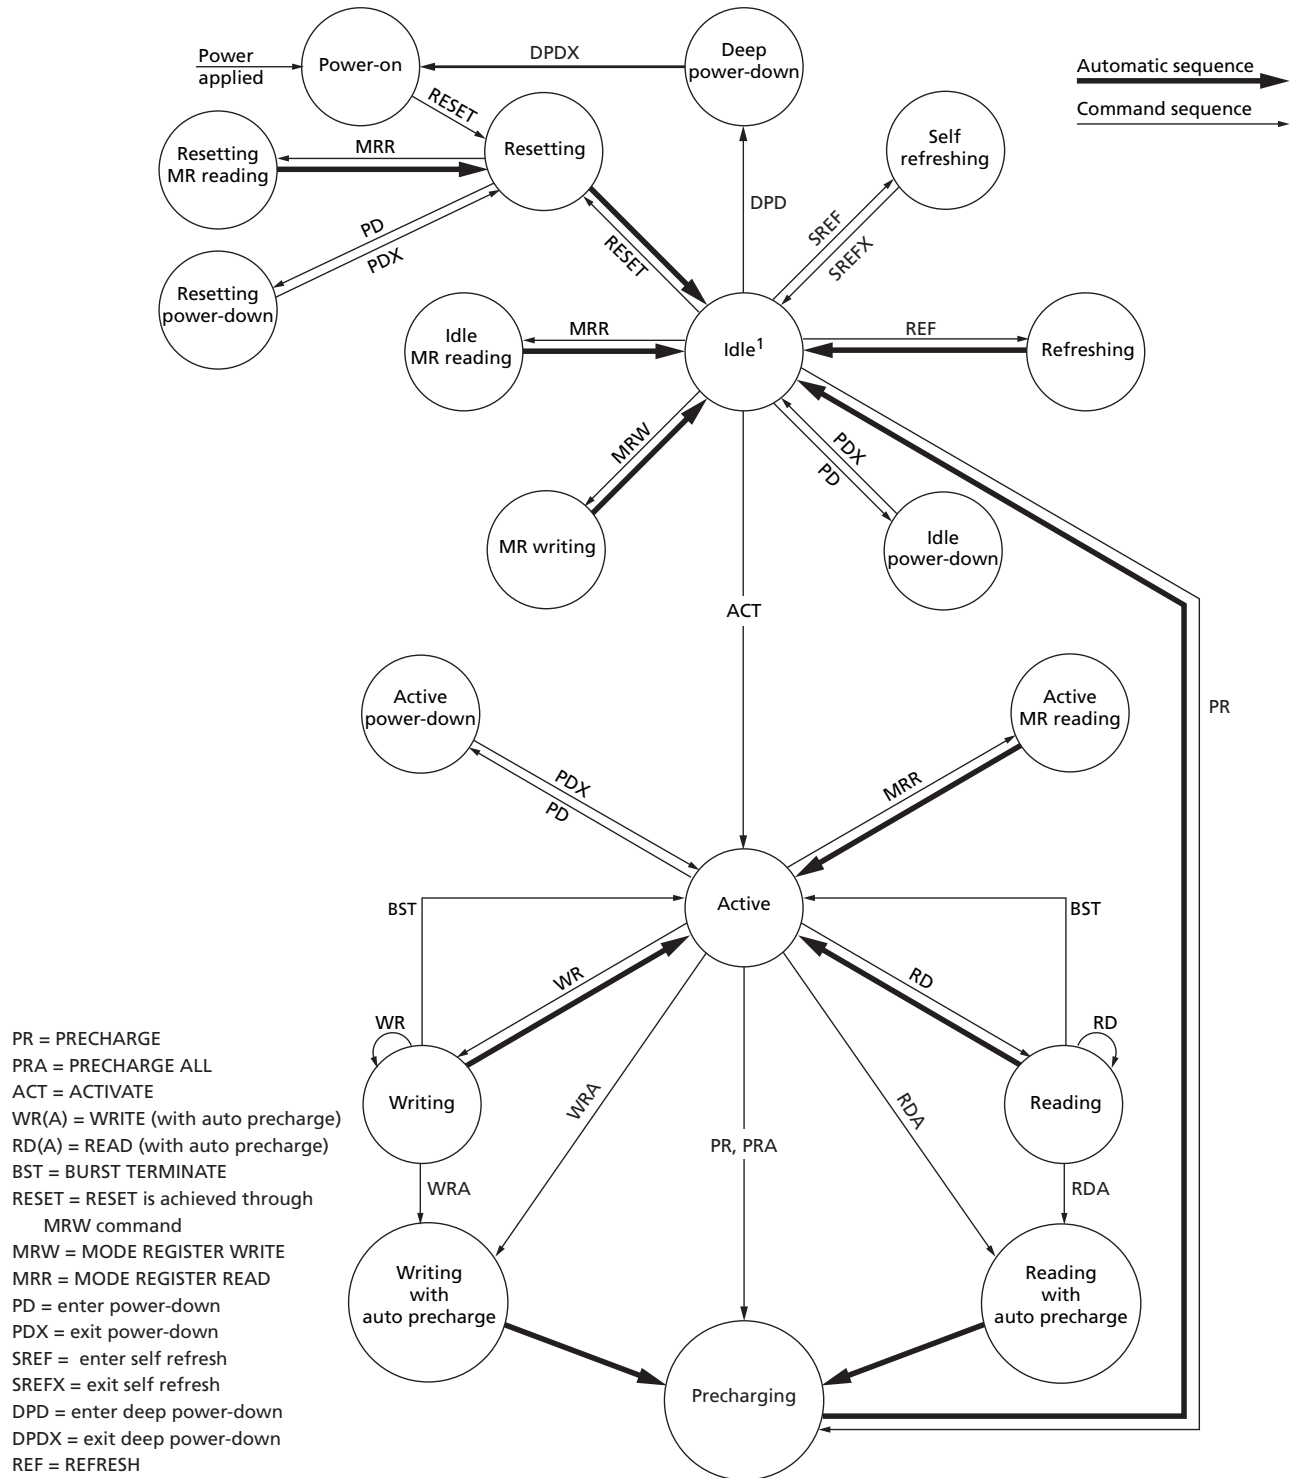 Power
applied
Power-on
DPDX
Deep
power-down
Automatic sequence
Command sequence
RESET
Resetting
MR reading
MRR
Resetting
Self
refreshing
PD
PDX
RESET
DPD
SREF
SREFX
Resetting
power-down
Idle
MR reading
MRR
Idle¹
REF
Refreshing
MRW
PDX
PD
MR writing
Idle
power-down
ACT
Active
power-down
Active
MR reading
PR
PDX
PD
MRR
Active
BST
BST
WR
RD
WR
RD
Writing
Reading
WRA
RDA
PR, PRA
WRA
RDA
Writing
with
auto precharge
Reading
with
auto precharge
Precharging
PR = PRECHARGE
PRA = PRECHARGE ALL
ACT = ACTIVATE
WR(A) = WRITE (with auto precharge)
RD(A) = READ (with auto precharge)
BST = BURST TERMINATE
RESET = RESET is achieved through
MRW command
MRW = MODE REGISTER WRITE
MRR = MODE REGISTER READ
PD = enter power-down
PDX = exit power-down
SREF = enter self refresh
SREFX = exit self refresh
DPD = enter deep power-down
DPDX = exit deep power-down
REF = REFRESH